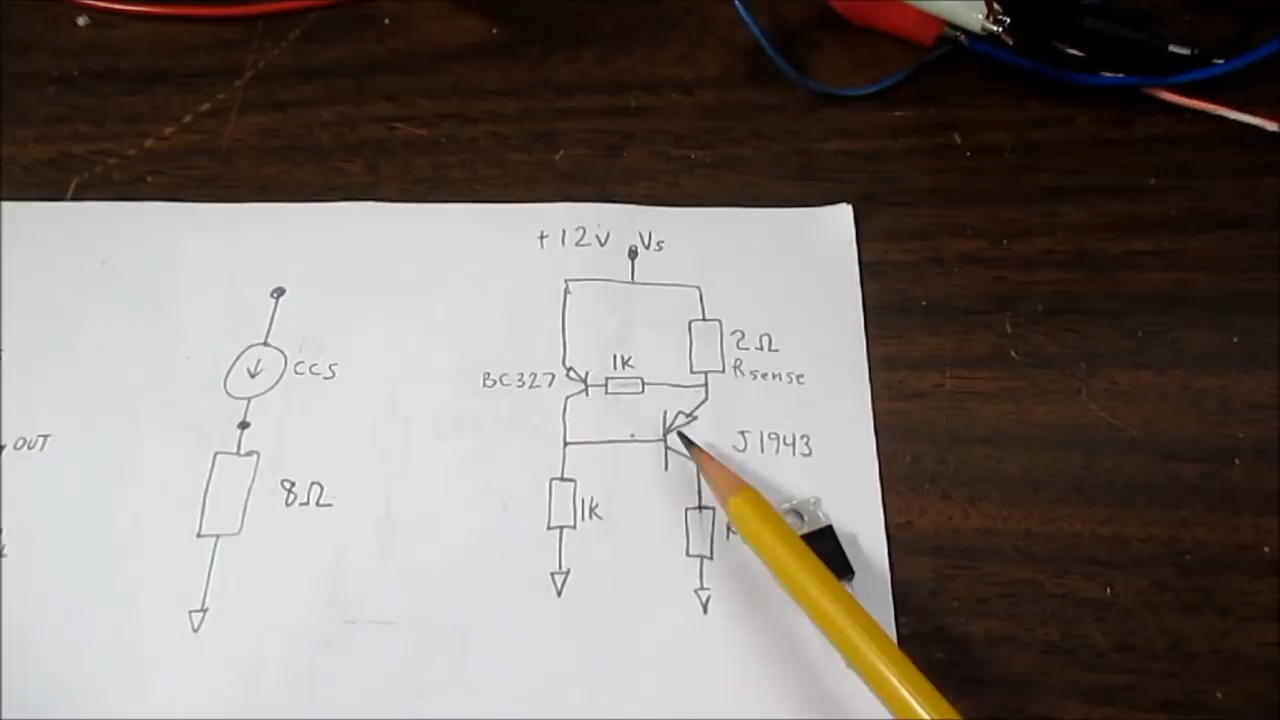 +12V Vs
CCS
2Ω
Rsense
1K
BC327
OUT
J1943
8Ω
1K